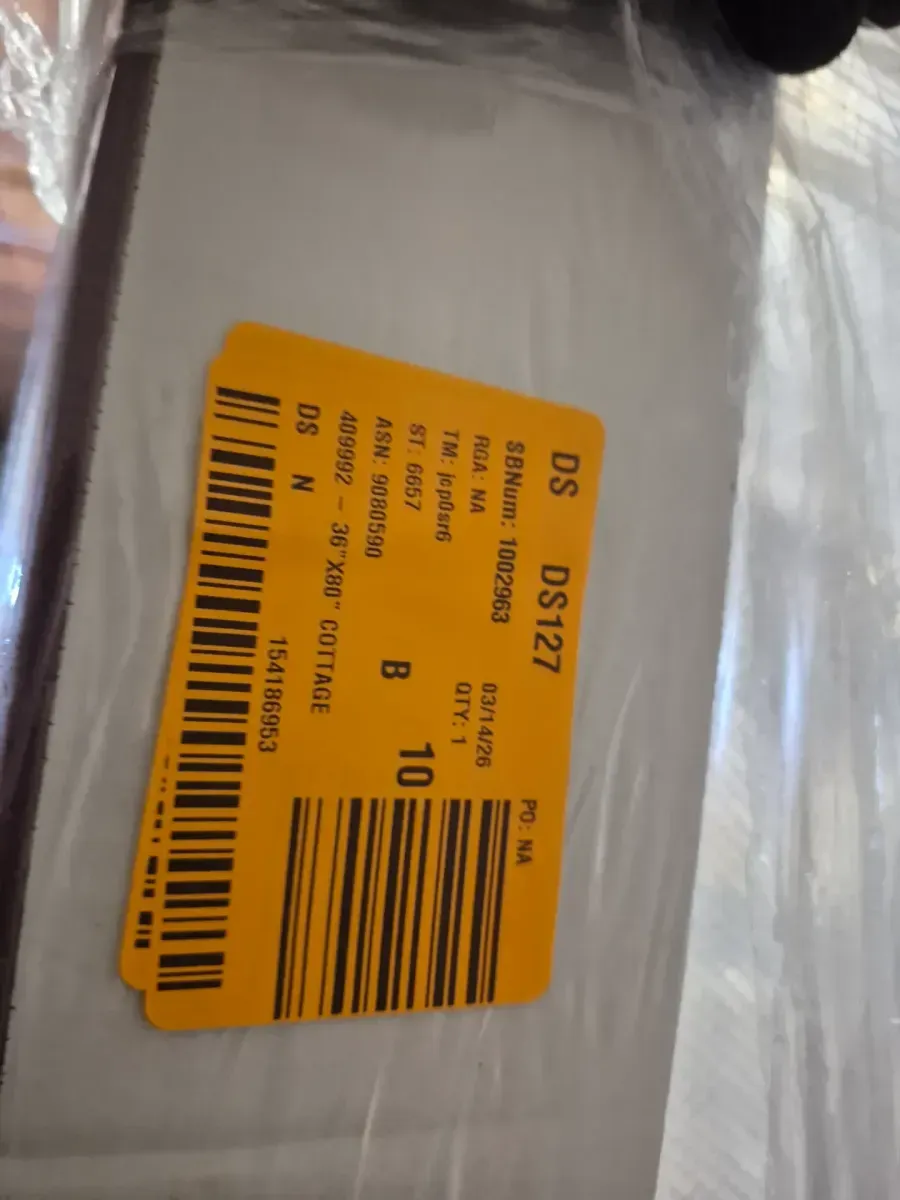 DS DS127
SBNum: 1002963 PO: NA
RGA: NA 03/14/26
TM: jcp0sr6 QTY: 1
ST: 6657
ASN: 9080590 B 10
409992 - 36"X80" COTTAGE
DS N
154186953